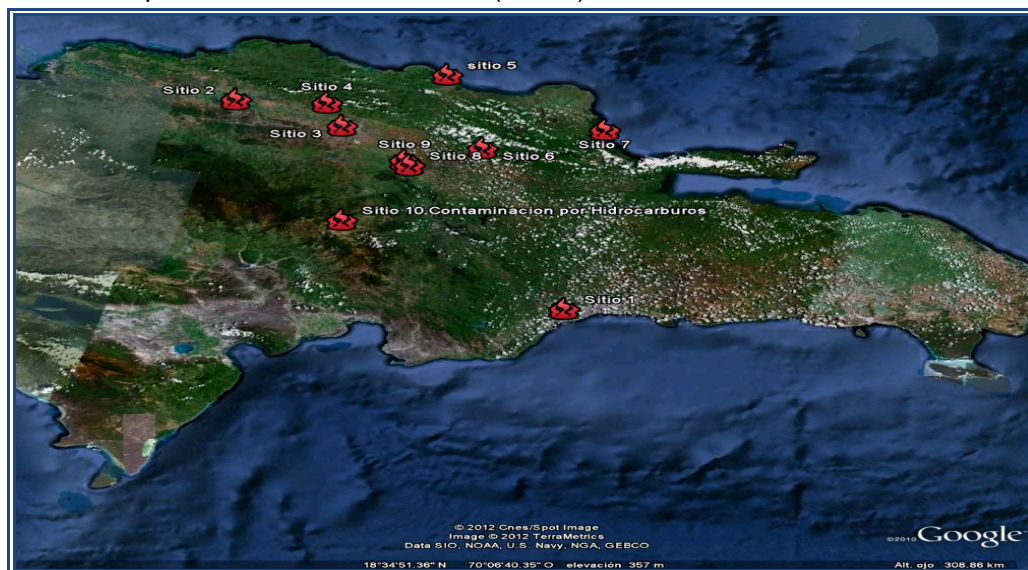 sitio 5
Sitio 2
Sitio 4
Sitio 3
Sitio 9
Sitio 8
Sitio 6
Sitio 7
Sitio 10 Contaminacion por Hidrocarburos
Sitio 1
© 2012 Cnes/Spot Image
Image © 2012 TerraMetrics
Data SIO, NOAA, U.S. Navy, NGA, GEBCO
©2010 Google
18°34'51.36" N 70°06'40.35" O elevación 357 m
Alt. ojo 308.86 km